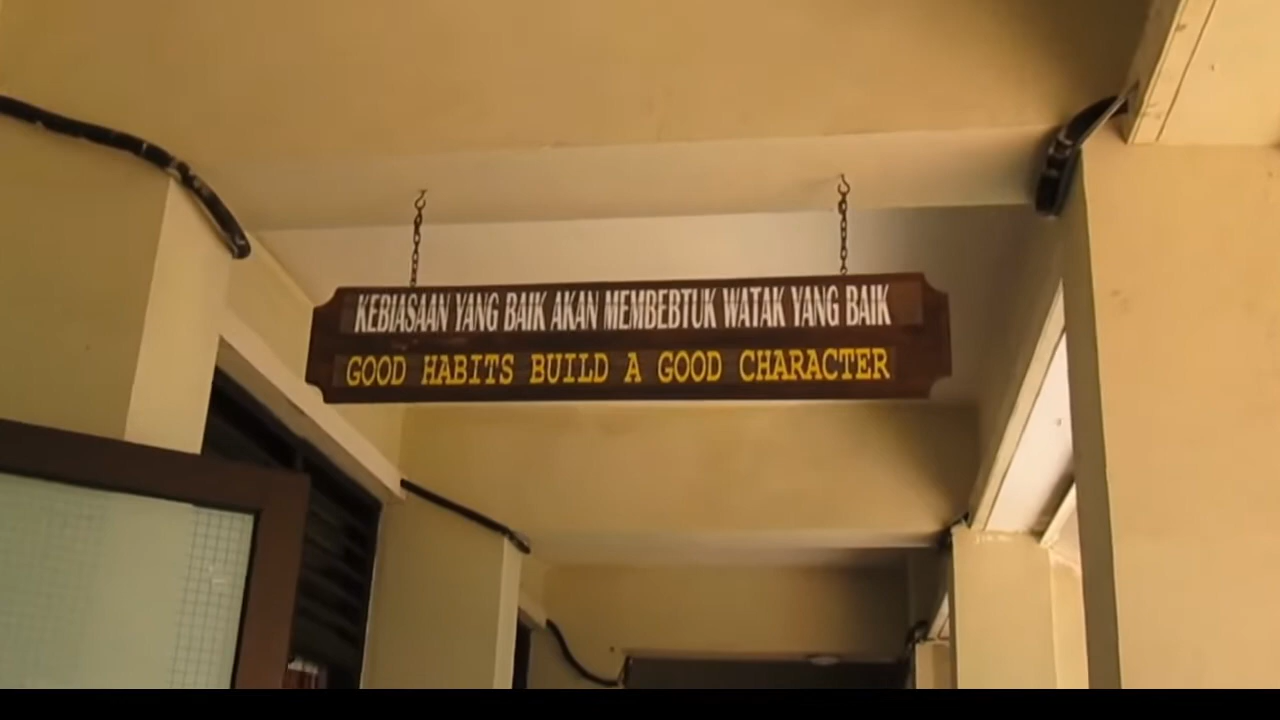 KEBIASAAN YANG BAIK AKAN MEMBEBTUK WATAK YANG BAIK
GOOD HABITS BUILD A GOOD CHARACTER